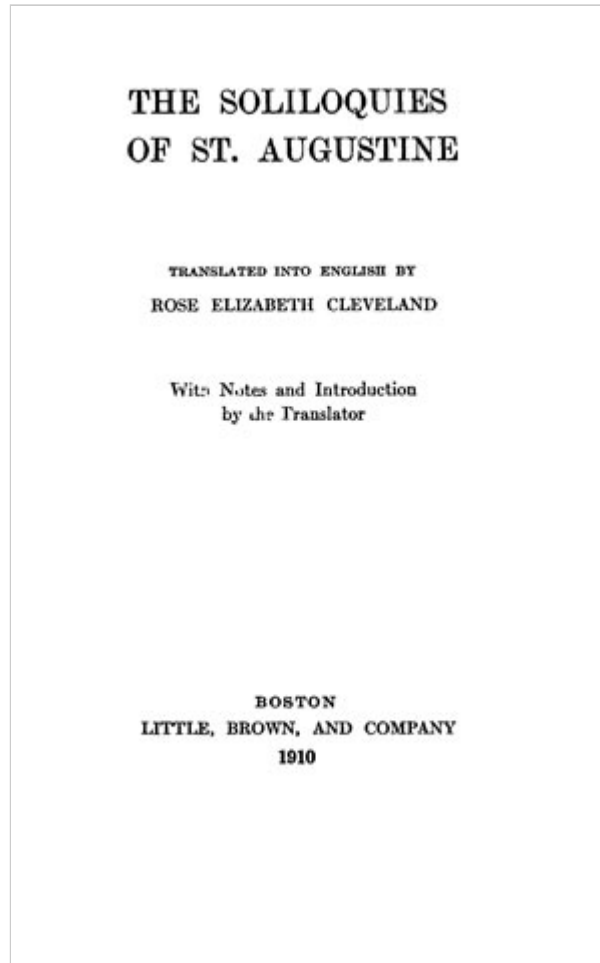 THE SOLILOQUIES
OF ST. AUGUSTINE
TRANSLATED INTO ENGLISH BY
ROSE ELIZABETH CLEVELAND
With Notes and Introduction
by the Translator
BOSTON
LITTLE, BROWN, AND COMPANY
1910